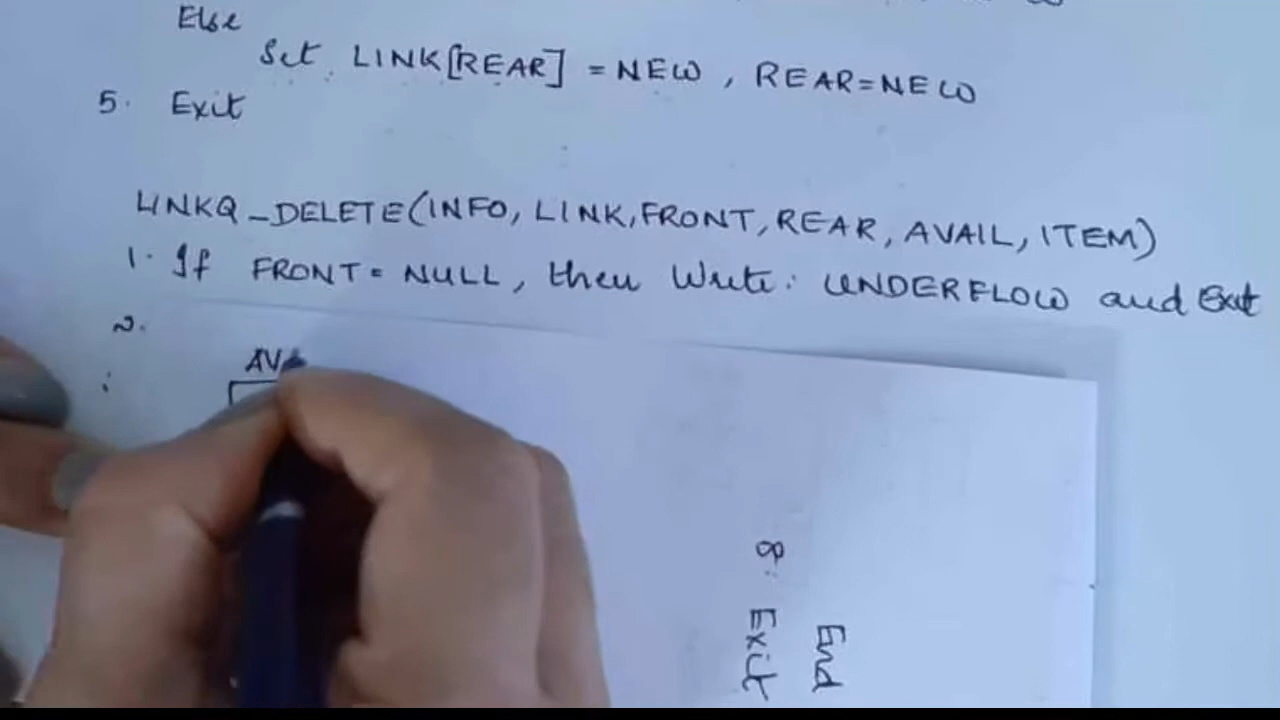 Else
Set LINK[REAR] = NEW, REAR=NEW
5. Exit
LINKQ_DELETE(INFO, LINK, FRONT, REAR, AVAIL, ITEM)
1. If FRONT = NULL, then Write: UNDERFLOW and Exit
2.
:
AVA
8. Exit
End